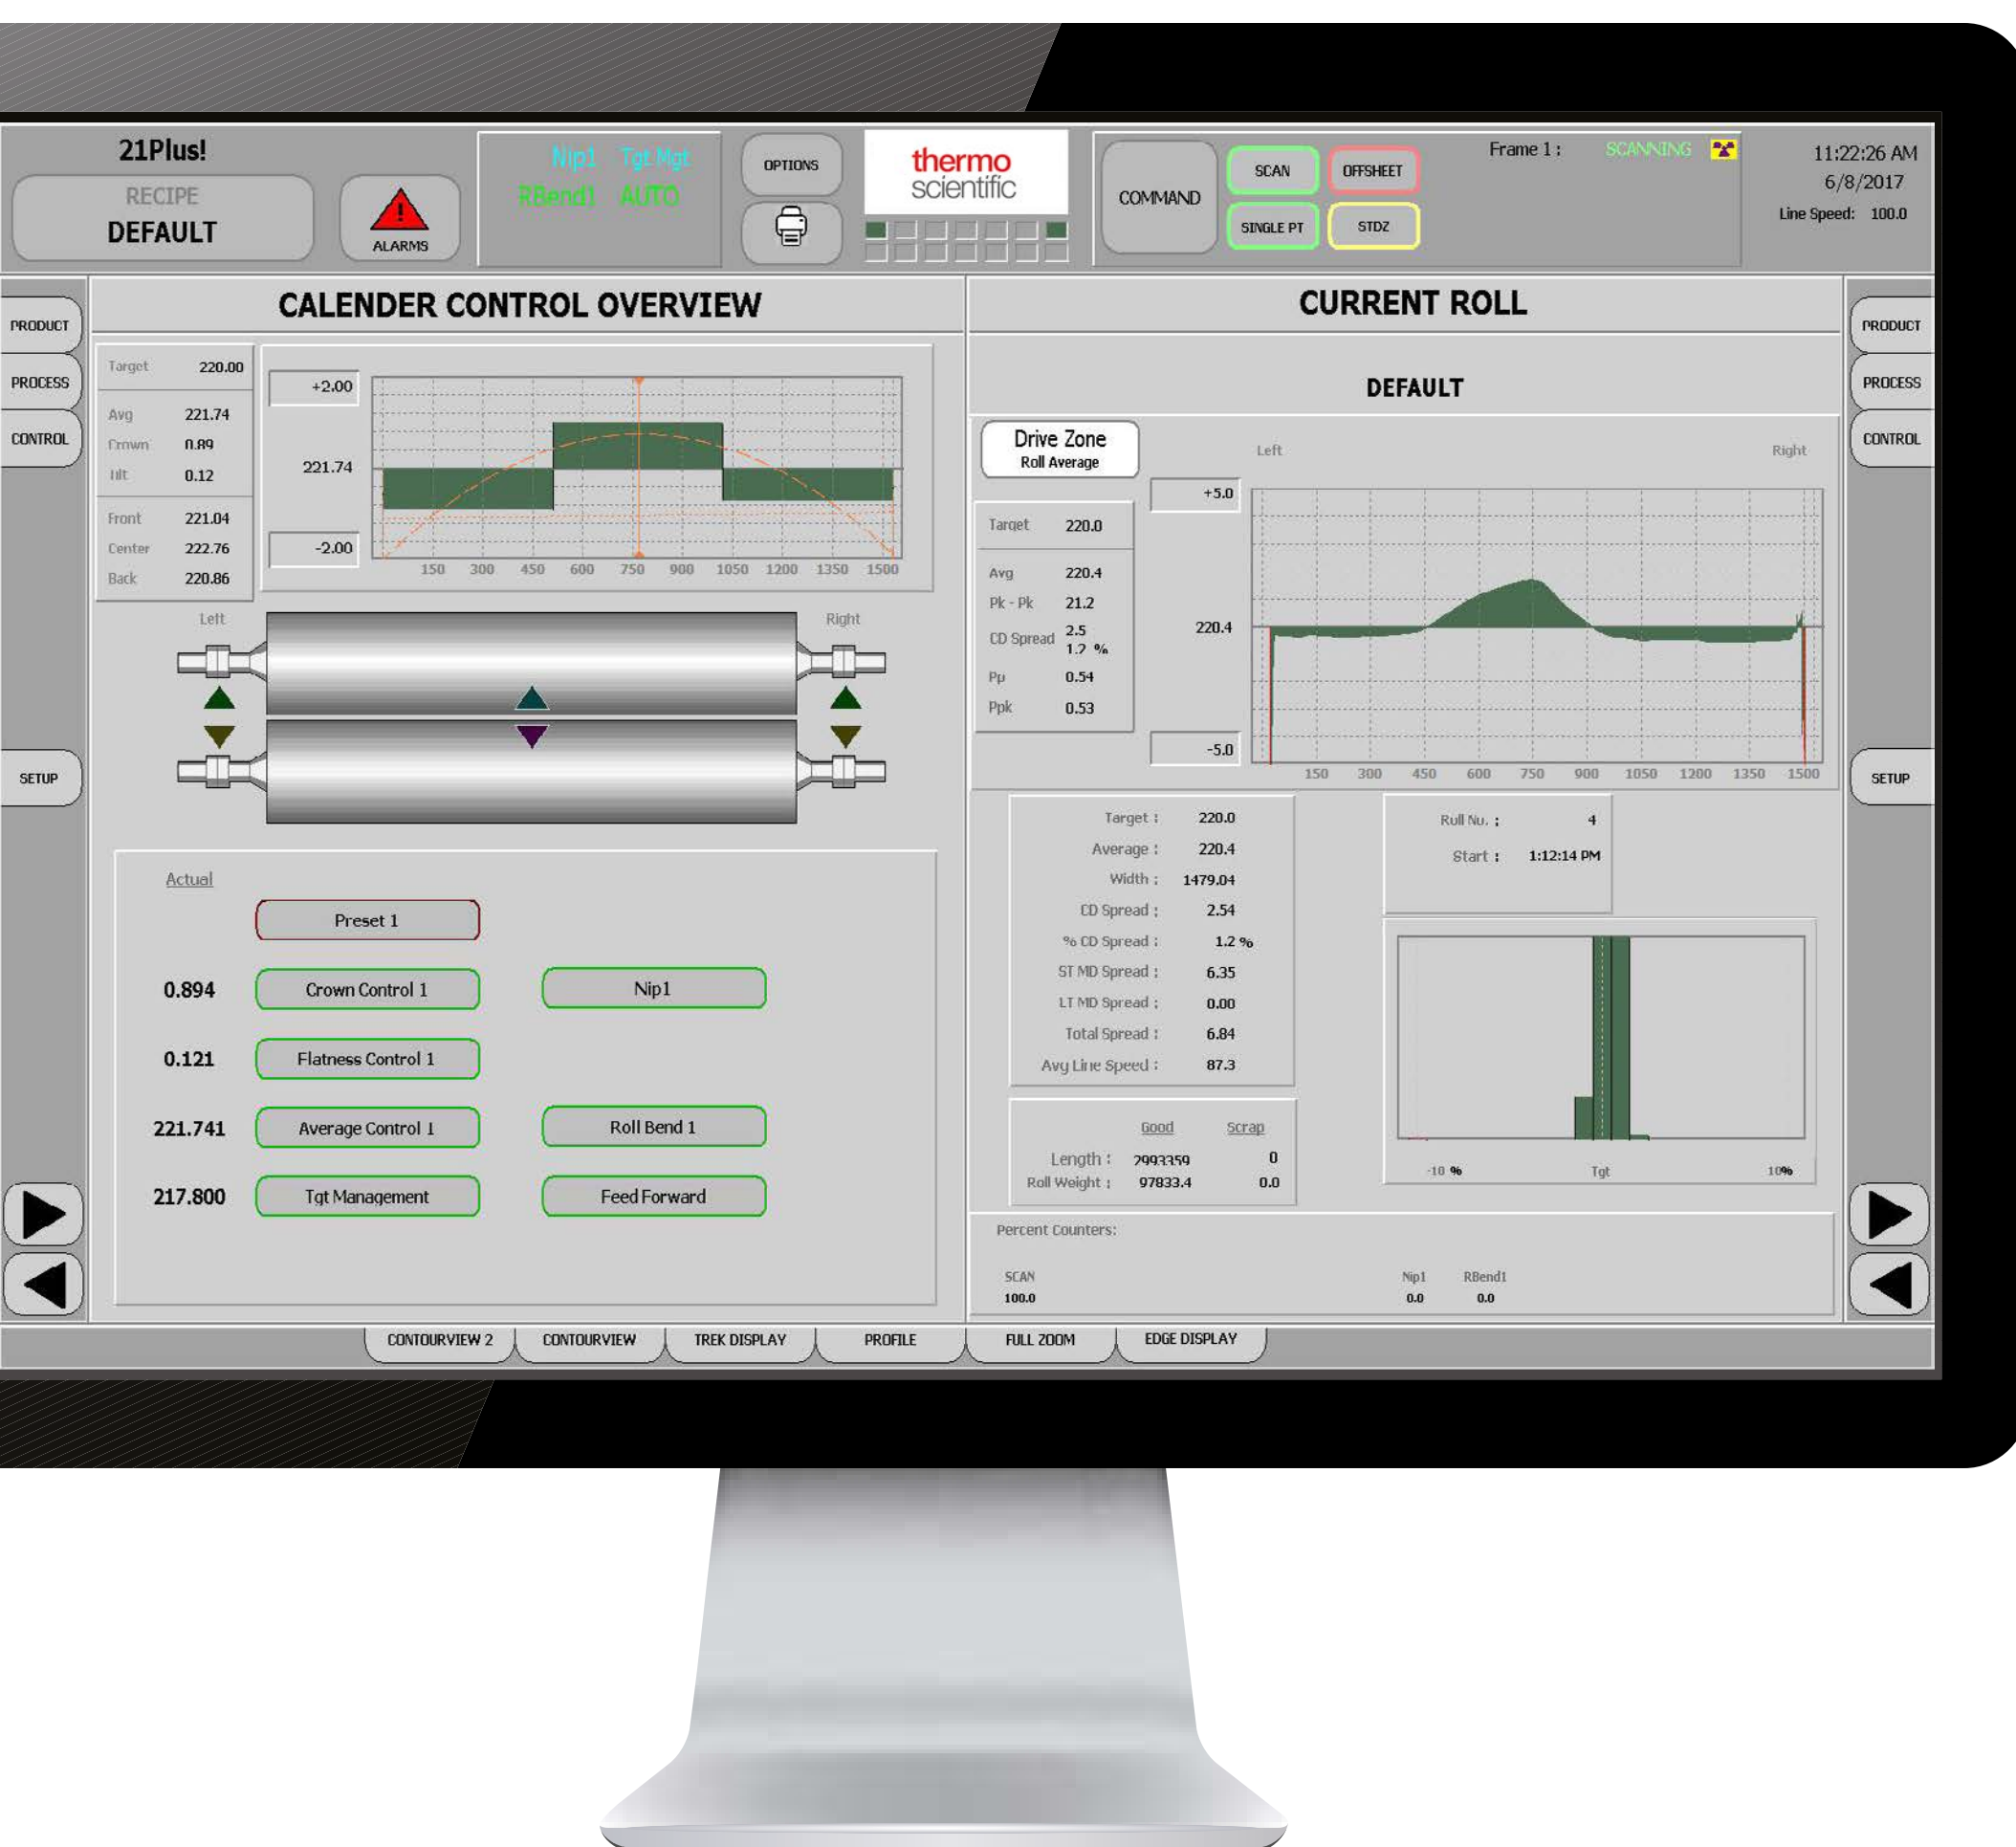 21Plus!
RECIPE
DEFAULT
ALARMS
Nip1 Tgt Mgt
RBend1 AUTO
OPTIONS
thermo
scientific
COMMAND
SCAN
OFFSHEET
SINGLE PT
STDZ
Frame 1 : SCANNING
11:22:26 AM
6/8/2017
Line Speed: 100.0
PRODUCT
PROCESS
CONTROL
SETUP
CALENDER CONTROL OVERVIEW
Target 220.00
Avg 221.74
Crown 0.89
Tilt 0.12
Front 221.04
Center 222.76
Back 220.86
+2.00
221.74
-2.00
150 300 450 600 750 900 1050 1200 1350 1500
Left
Right
Actual
Preset 1
0.894 Crown Control 1 Nip1
0.121 Flatness Control 1
221.741 Average Control 1 Roll Bend 1
217.800 Tgt Management Feed Forward
CURRENT ROLL
DEFAULT
Drive Zone
Roll Average
Left
Right
Target 220.0
Avg 220.4
Pk - Pk 21.2
CD Spread 2.5
1.2 %
Pp 0.54
Ppk 0.53
+5.0
220.4
-5.0
150 300 450 600 750 900 1050 1200 1350 1500
Target : 220.0
Average : 220.4
Width : 1479.04
CD Spread : 2.54
% CD Spread : 1.2 %
ST MD Spread : 6.35
LT MD Spread : 0.00
Total Spread : 6.84
Avg Line Speed : 87.3
Roll No. : 4
Start : 1:12:14 PM
Good Scrap
Length : 2993359 0
Roll Weight : 97833.4 0.0
-10 % Tgt 10%
Percent Counters:
SCAN Nip1 RBend1
100.0 0.0 0.0
PRODUCT
PROCESS
CONTROL
SETUP
CONTOURVIEW 2
CONTOURVIEW
TREK DISPLAY
PROFILE
FULL ZOOM
EDGE DISPLAY